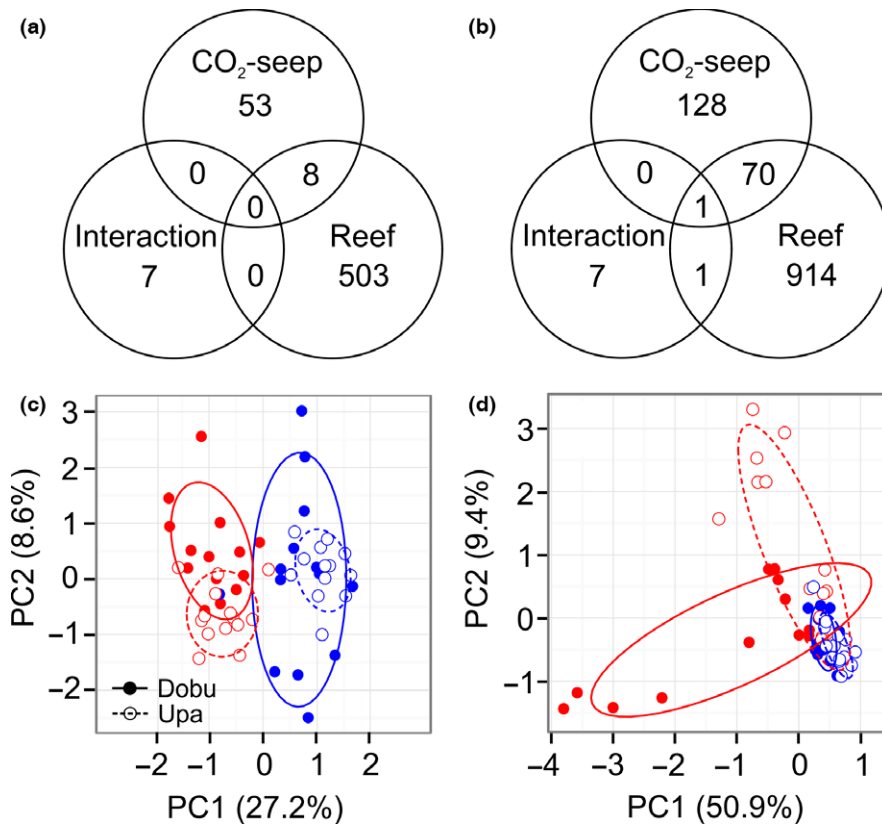 (a)
CO₂-seep
53
0
8
0
Interaction
7
0
Reef
503
(b)
CO₂-seep
128
0
70
1
Interaction
7
1
Reef
914
(c)
3
2
1
0
−1
−2
PC2 (8.6%)
Dobu
Upa
−2
−1
0
1
2
PC1 (27.2%)
(d)
3
2
1
0
−1
PC2 (9.4%)
−4
−3
−2
−1
0
1
PC1 (50.9%)